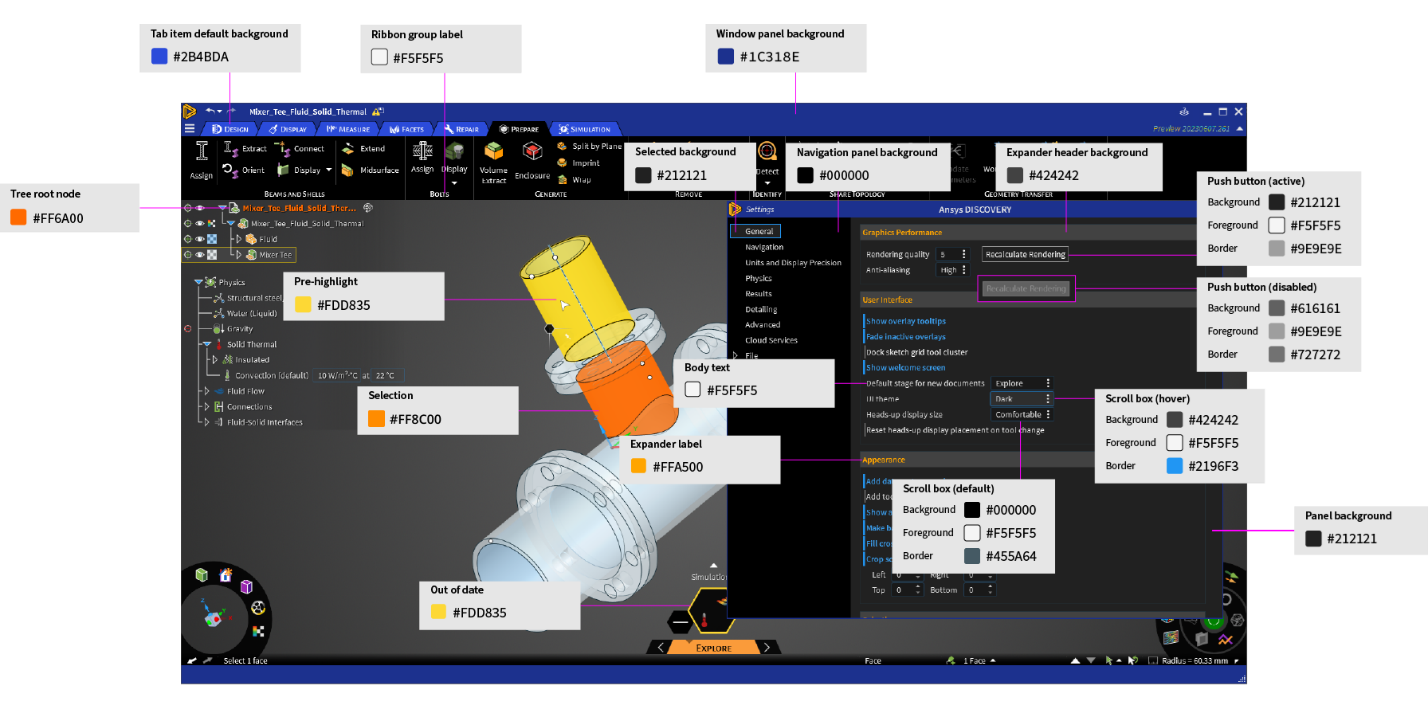 Tab item default background
#2B4BDA
Ribbon group label
#F5F5F5
Window panel background
#1C318E
Mixer_Tee_Fluid_Solid_Thermal
DESIGN
DISPLAY
MEASURE
FACETS
REPAIR
PREPARE
SIMULATION
Preview 20230607.261
Assign
Extract
Connect
Orient
Display
Extend
Midsurface
BEAMS AND SHELLS
Assign
Display
BOLTS
Volume
Extract
Enclosure
Split by Plane
Imprint
Wrap
GENERATE
REMOVE
Detect
IDENTIFY
SHARE TOPOLOGY
GEOMETRY TRANSFER
Selected background
#212121
Navigation panel background
#000000
Expander header background
#424242
Tree root node
#FF6A00
Mixer_Tee_Fluid_Solid_Ther...
Mixer_Tee_Fluid_Solid_Thermal
Fluid
Mixer Tee
Physics
Structural steel,
Water (Liquid)
Gravity
Solid Thermal
Insulated
Convection (default) 10 W/m²·°C at 22 °C
Fluid Flow
Connections
Fluid-Solid Interfaces
Pre-highlight
#FDD835
Selection
#FF8C00
Expander label
#FFA500
Body text
#F5F5F5
Out of date
#FDD835
Settings
Ansys DISCOVERY
General
Navigation
Units and Display Precision
Physics
Results
Detailing
Advanced
Cloud Services
File
Graphics Performance
Rendering quality 5
Recalculate Rendering
Anti-aliasing High
Recalculate Rendering
User Interface
Show overlay tooltips
Fade inactive overlays
Dock sketch grid tool cluster
Show welcome screen
Default stage for new documents Explore
UI theme Dark
Heads-up display size Comfortable
Reset heads-up display placement on tool change
Appearance
Left 0 Right 0
Top 0 Bottom 0
Push button (active)
Background #212121
Foreground #F5F5F5
Border #9E9E9E
Push button (disabled)
Background #616161
Foreground #9E9E9E
Border #727272
Scroll box (hover)
Background #424242
Foreground #F5F5F5
Border #2196F3
Scroll box (default)
Background #000000
Foreground #F5F5F5
Border #455A64
Panel background
#212121
EXPLORE
Select 1 face
Face
1 Face
Radius = 60.33 mm